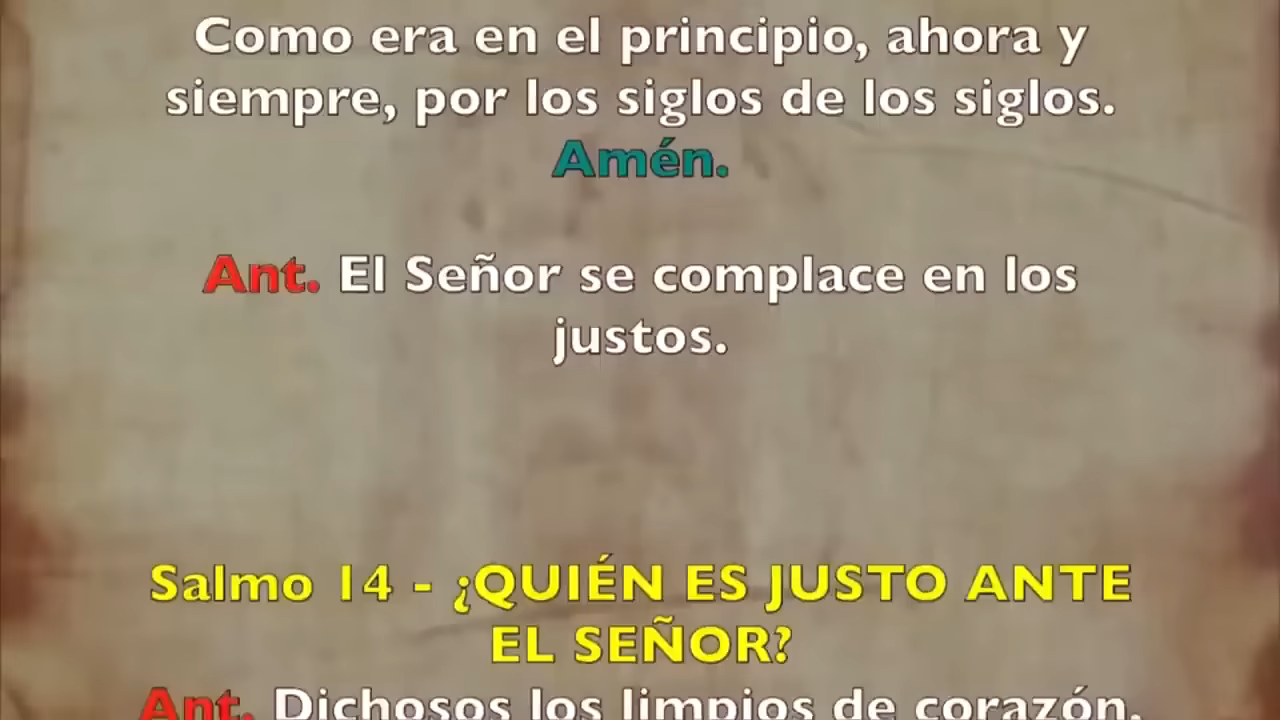 Como era en el principio, ahora y
siempre, por los siglos de los siglos.
Amén.
Ant. El Señor se complace en los
justos.
Salmo 14 - ¿QUIÉN ES JUSTO ANTE
EL SEÑOR?
Ant. Dichosos los limpios de corazón,